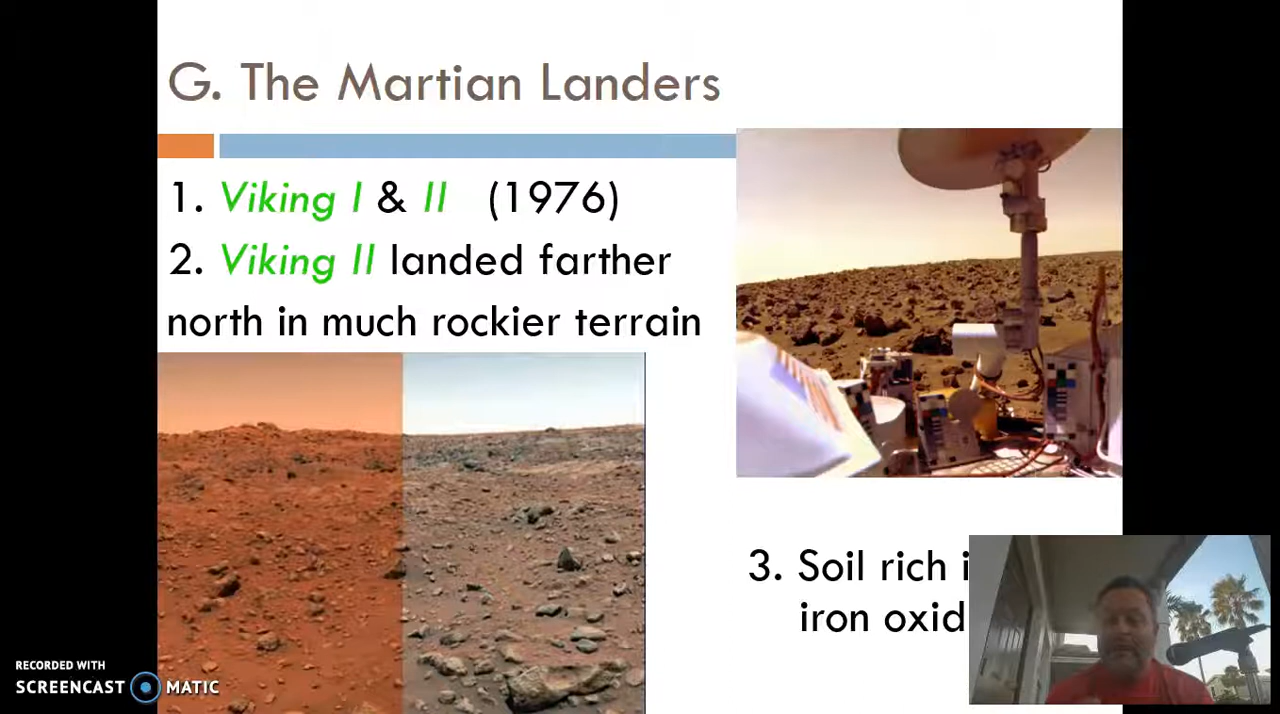 G. The Martian Landers
1. Viking I & II (1976)
2. Viking II landed farther
north in much rockier terrain
3. Soil rich
iron
RECORDED WITH
SCREENCAST MATIC